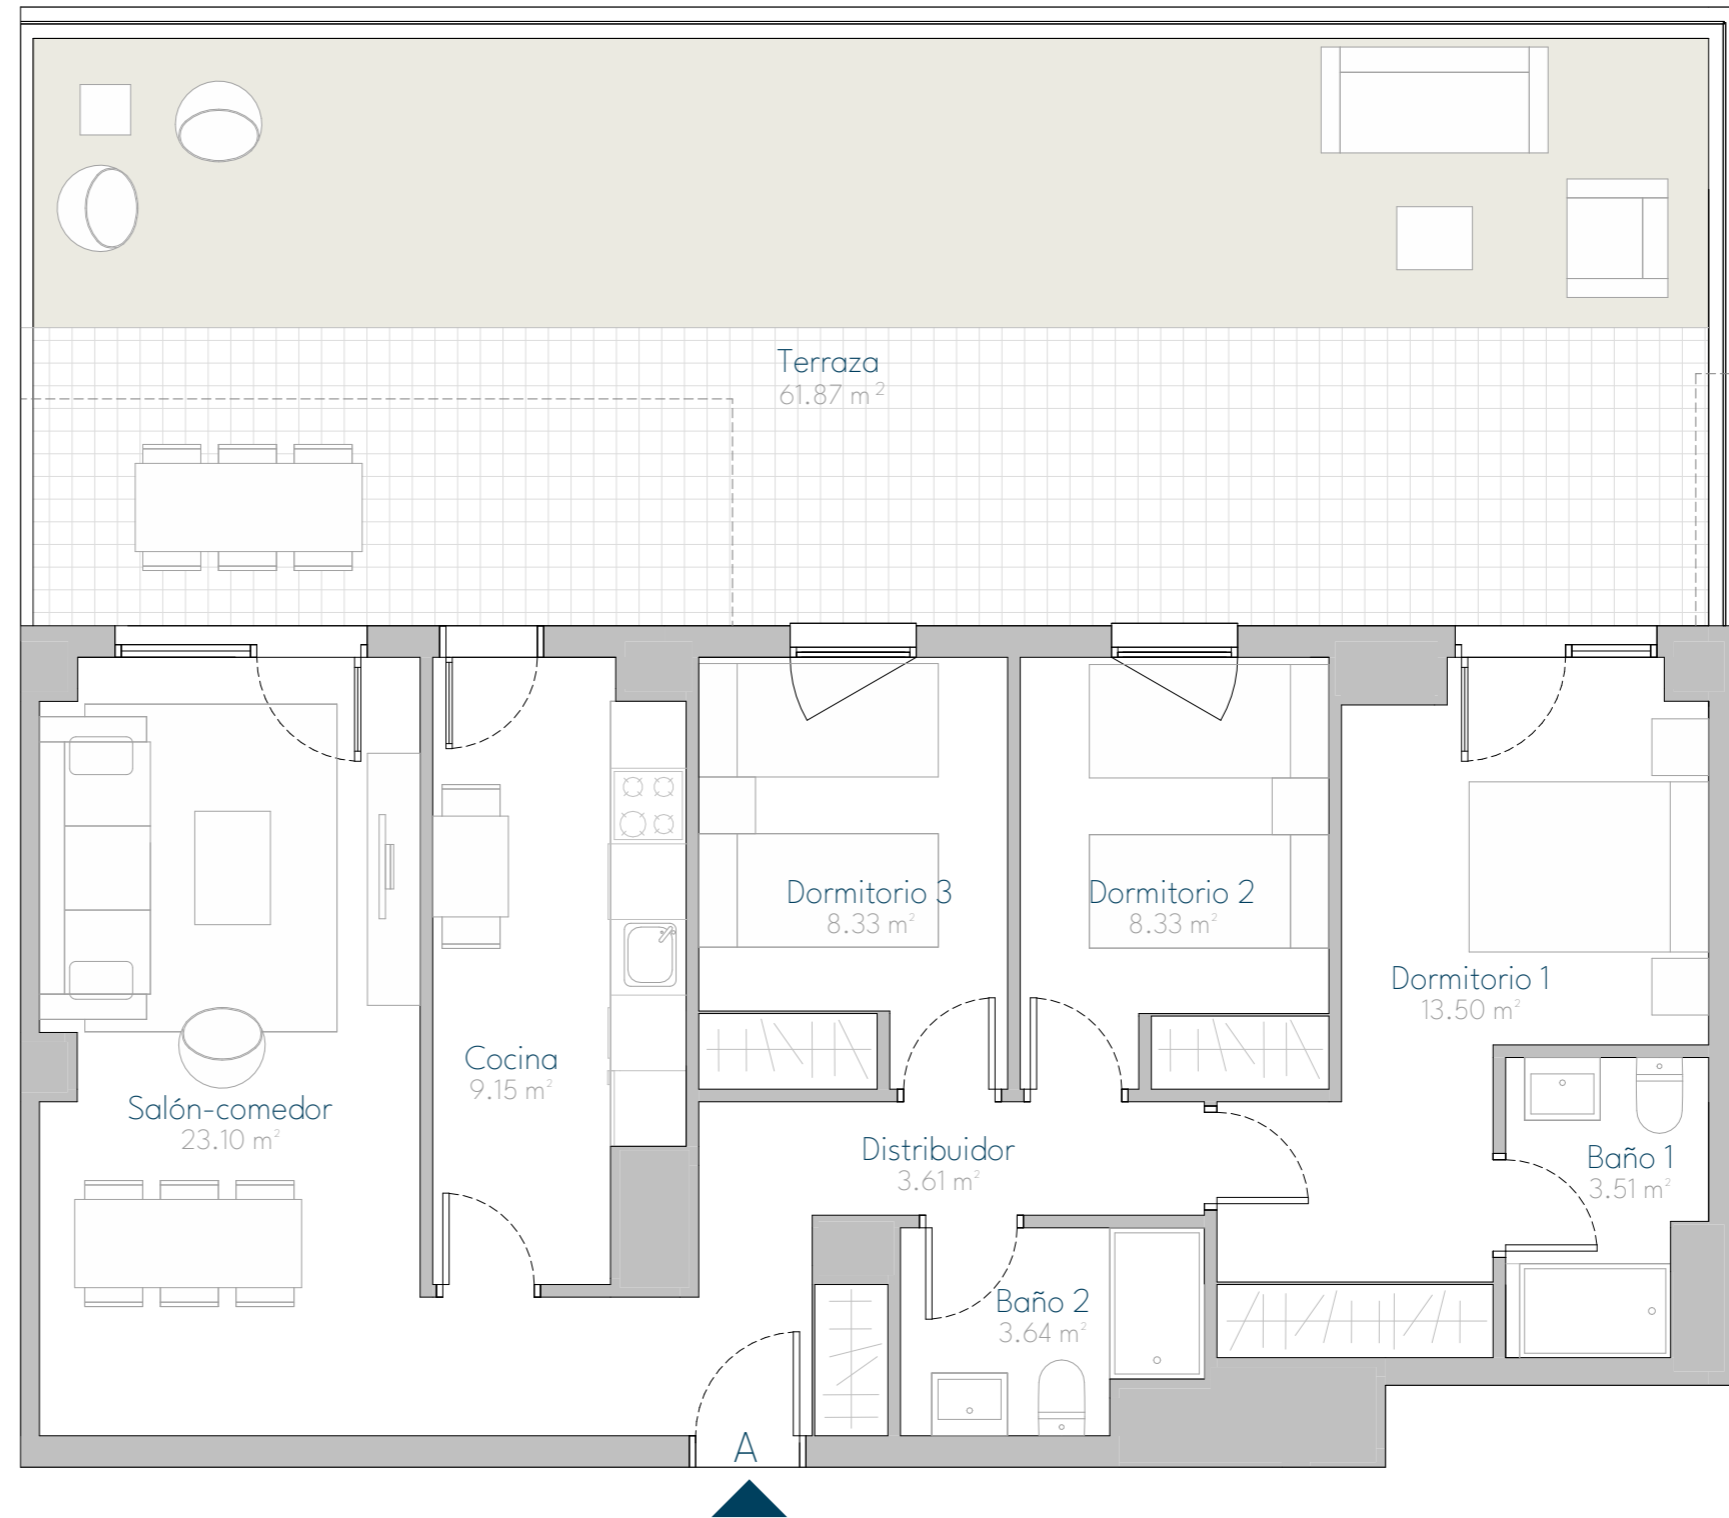 Terraza
61.87 m²
Dormitorio 3
8.33 m²
Dormitorio 2
8.33 m²
Dormitorio 1
13.50 m²
Cocina
9.15 m²
Salón-comedor
23.10 m²
Distribuidor
3.61 m²
Baño 1
3.51 m²
Baño 2
3.64 m²
A